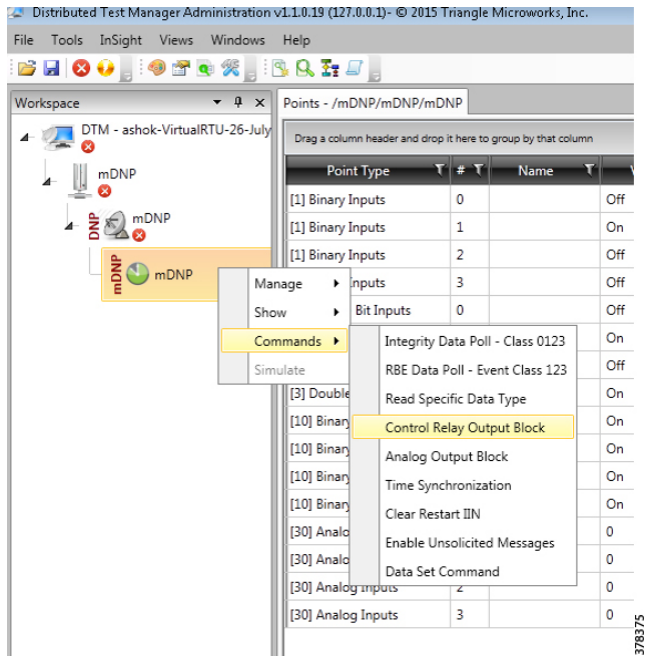 Distributed Test Manager Administration v1.1.0.19 (127.0.0.1)- © 2015 Triangle Microworks, Inc.
File Tools InSight Views Windows Help
Workspace
Points - /mDNP/mDNP/mDNP
DTM - ashok-VirtualRTU-26-July
Drag a column header and drop it here to group by that column
mDNP
Point Type # Name
[1] Binary Inputs 0 Off
DNP mDNP
[1] Binary Inputs 1 On
[1] Binary Inputs 2 Off
mDNP mDNP
Manage
nputs 3 Off
Show
Bit Inputs 0 Off
Commands
Integrity Data Poll - Class 0123
On
Simulate
RBE Data Poll - Event Class 123
Off
[3] Double
Read Specific Data Type
On
[10] Binary
Control Relay Output Block
On
[10] Binary
Analog Output Block
On
[10] Binary
Time Synchronization
On
[10] Binary
Clear Restart IIN
On
[30] Analo
Enable Unsolicited Messages
0
[30] Analo
Data Set Command
0
[30] Analog Inputs 2 0
[30] Analog Inputs 3 0
378375